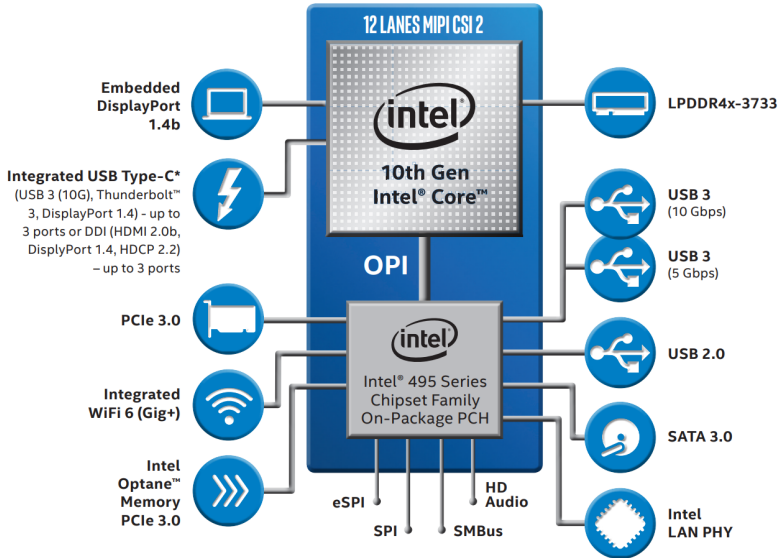 12 LANES MIPI CSI 2
Embedded
DisplayPort
1.4b
Integrated USB Type-C*
(USB 3 (10G), Thunderbolt™
3, DisplayPort 1.4) - up to
3 ports or DDI (HDMI 2.0b,
DisplyPort 1.4, HDCP 2.2)
– up to 3 ports
PCIe 3.0
Integrated
WiFi 6 (Gig+)
Intel
Optane™
Memory
PCIe 3.0
intel
10th Gen
Intel® Core™
OPI
intel
Intel® 495 Series
Chipset Family
On-Package PCH
eSPI
SPI
SMBus
HD
Audio
LPDDR4x-3733
USB 3
(10 Gbps)
USB 3
(5 Gbps)
USB 2.0
SATA 3.0
Intel
LAN PHY